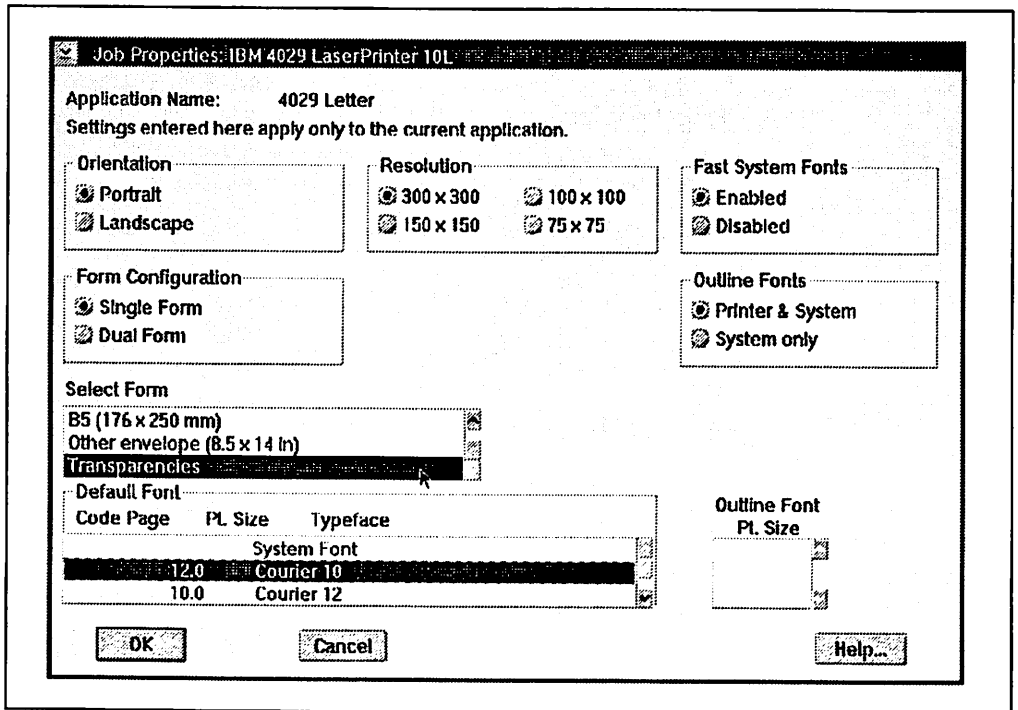 Job Properties: IBM 4029 LaserPrinter 10L
Application Name: 4029 Letter
Settings entered here apply only to the current application.
Orientation
Portrait
Landscape
Resolution
300 x 300 100 x 100
150 x 150 75 x 75
Fast System Fonts
Enabled
Disabled
Form Configuration
Single Form
Dual Form
Outline Fonts
Printer & System
System only
Select Form
B5 (176 x 250 mm)
Other envelope (8.5 x 14 in)
Transparencies
Default Font
Code Page Pt. Size Typeface
System Font
12.0 Courier 10
10.0 Courier 12
Outline Font
Pt. Size
OK Cancel Help...